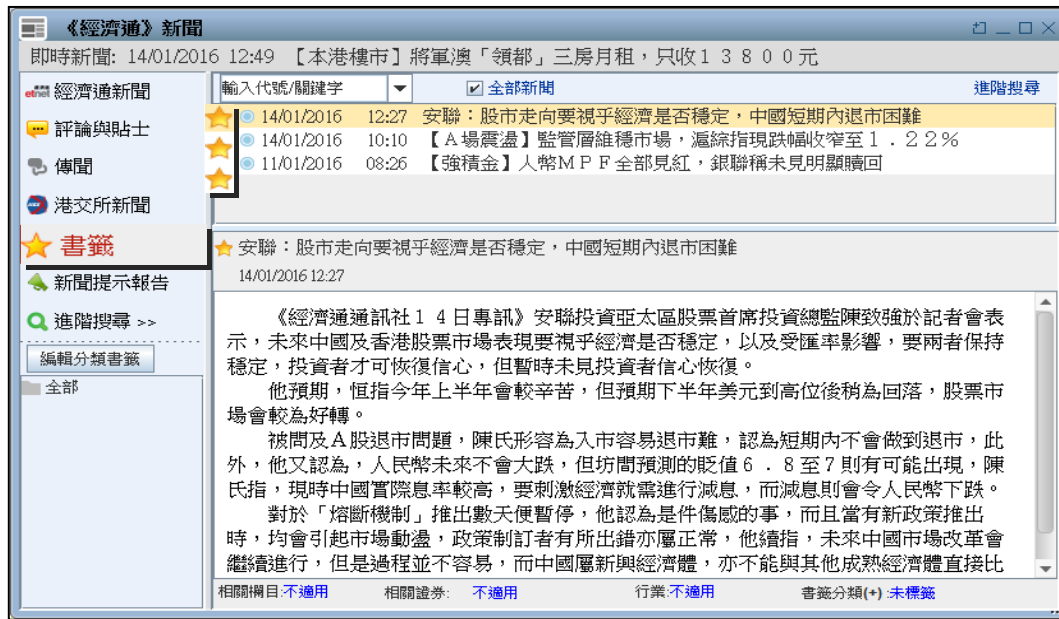 《經濟通》新聞
即時新聞: 14/01/2016 12:49 【本港樓市】將軍澳「領都」三房月租，只收１３８００元
etnet 經濟通新聞
評論與貼士
傳聞
港交所新聞
書籤
新聞提示報告
進階搜尋 >>
編輯分類書籤
全部
輸入代號/關鍵字
全部新聞
進階搜尋
14/01/2016 12:27 安聯：股市走向要視乎經濟是否穩定，中國短期內退市困難
14/01/2016 10:10 【Ａ場震盪】監管層維穩市場，滬綜指現跌幅收窄至１．２２％
11/01/2016 08:26 【強積金】人幣ＭＰＦ全部見紅，銀聯稱未見明顯贖回
安聯：股市走向要視乎經濟是否穩定，中國短期內退市困難
14/01/2016 12:27
《經濟通通訊社１４日專訊》安聯投資亞太區股票首席投資總監陳致強於記者會表
示，未來中國及香港股票市場表現要視乎經濟是否穩定，以及受匯率影響，要兩者保持
穩定，投資者才可恢復信心，但暫時未見投資者信心恢復。
他預期，恒指今年上半年會較辛苦，但預期下半年美元到高位後稍為回落，股票市
場會較為好轉。
被問及Ａ股退市問題，陳氏形容為入市容易退市難，認為短期內不會做到退市，此
外，他又認為，人民幣未來不會大跌，但坊間預測的貶值６．８至７則有可能出現，陳
氏指，現時中國實際息率較高，要刺激經濟就需進行減息，而減息則會令人民幣下跌。
對於「熔斷機制」推出數天便暫停，他認為是件傷感的事，而且當有新政策推出
時，均會引起市場動盪，政策制訂者有所出錯亦屬正常，他續指，未來中國市場改革會
繼續進行，但是過程並不容易，而中國屬新興經濟體，亦不能與其他成熟經濟體直接比
相關欄目:不適用 相關證券: 不適用 行業:不適用 書籤分類(+) :未標籤